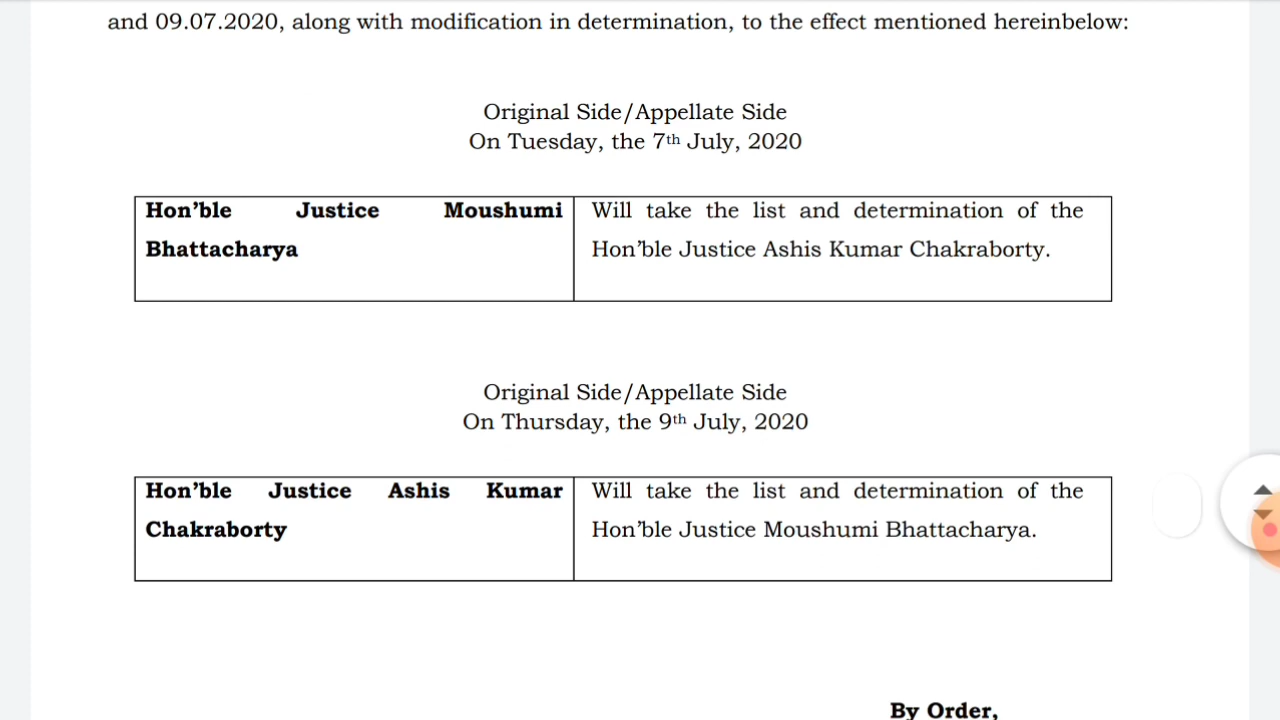 and 09.07.2020, along with modification in determination, to the effect mentioned hereinbelow:
Original Side/Appellate Side
On Tuesday, the 7th July, 2020
Hon’ble Justice Moushumi
Bhattacharya
Will take the list and determination of the
Hon’ble Justice Ashis Kumar Chakraborty.
Original Side/Appellate Side
On Thursday, the 9th July, 2020
Hon’ble Justice Ashis Kumar
Chakraborty
Will take the list and determination of the
Hon’ble Justice Moushumi Bhattacharya.
By Order,